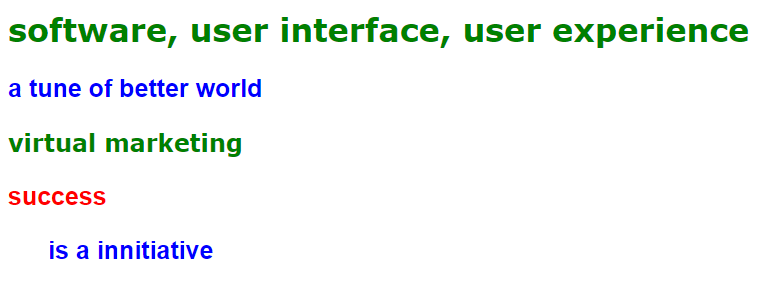 software, user interface, user experience
a tune of better world
virtual marketing
success
is a innitiative